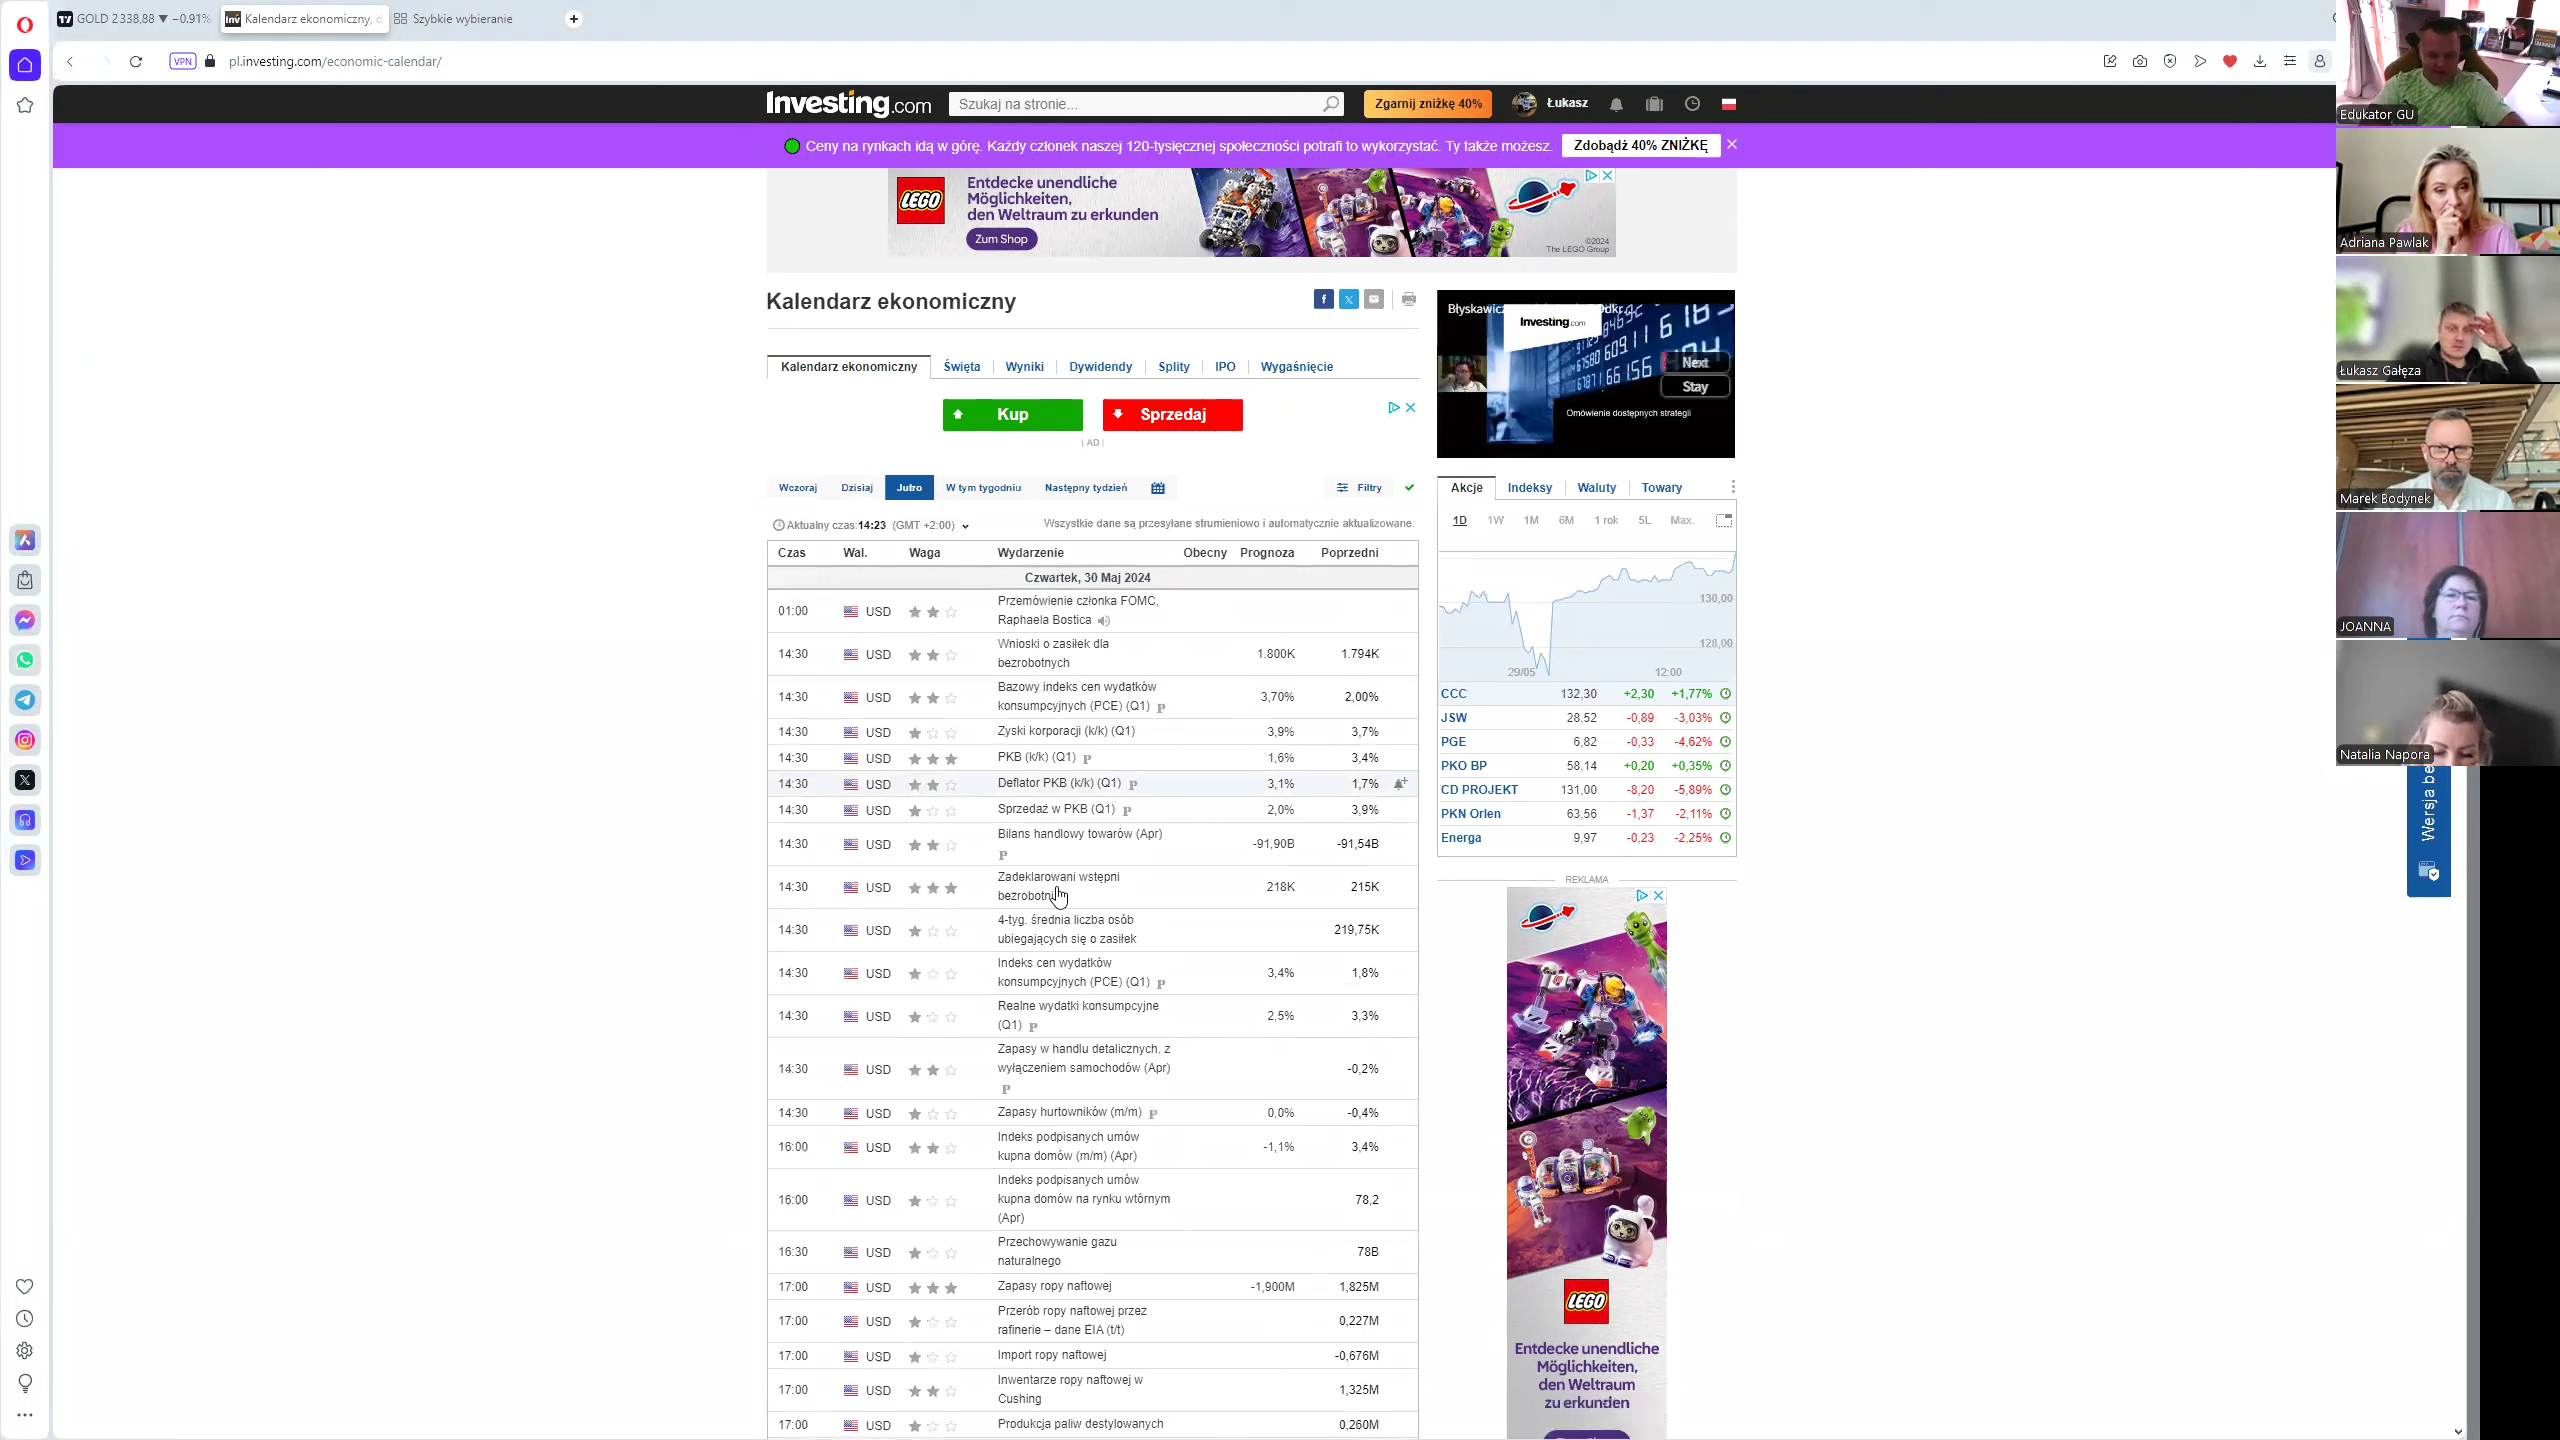 GOLD 2 338,88 ▼ −0.91%
Kalendarz ekonomiczny, d
Szybkie wybieranie
VPN
pl.investing.com/economic-calendar/
Investing.com
Szukaj na stronie...
Zgarnij zniżkę 40%
Łukasz
Ceny na rynkach idą w górę. Każdy członek naszej 120-tysięcznej społeczności potrafi to wykorzystać. Ty także możesz.
Zdobądź 40% ZNIŻKĘ
LEGO
Entdecke unendliche
Möglichkeiten,
den Weltraum zu erkunden
Zum Shop
©2024
The LEGO Group
Kalendarz ekonomiczny
Kalendarz ekonomiczny Święta Wyniki Dywidendy Splity IPO Wygaśnięcie
Kup Sprzedaj
| AD |
Wczoraj Dzisiaj Jutro W tym tygodniu Następny tydzień Filtry
Aktualny czas:14:23 (GMT +2:00)
Wszystkie dane są przesyłane strumieniowo i automatycznie aktualizowane.
Czas Wal. Waga Wydarzenie Obecny Prognoza Poprzedni
Czwartek, 30 Maj 2024
01:00 USD Przemówienie członka FOMC,
Raphaela Bostica
14:30 USD Wnioski o zasiłek dla
bezrobotnych 1.800K 1.794K
14:30 USD Bazowy indeks cen wydatków
konsumpcyjnych (PCE) (Q1) P 3,70% 2,00%
14:30 USD Zyski korporacji (k/k) (Q1) 3,9% 3,7%
14:30 USD PKB (k/k) (Q1) P 1,6% 3,4%
14:30 USD Deflator PKB (k/k) (Q1) P 3,1% 1,7%
14:30 USD Sprzedaż w PKB (Q1) P 2,0% 3,9%
14:30 USD Bilans handlowy towarów (Apr)
P -91,90B -91,54B
14:30 USD Zadeklarowani wstępni
bezrobotni 218K 215K
14:30 USD 4-tyg. średnia liczba osób
ubiegających się o zasiłek 219,75K
14:30 USD Indeks cen wydatków
konsumpcyjnych (PCE) (Q1) P 3,4% 1,8%
14:30 USD Realne wydatki konsumpcyjne
(Q1) P 2,5% 3,3%
14:30 USD Zapasy w handlu detalicznych, z
wyłączeniem samochodów (Apr) -0,2%
P
14:30 USD Zapasy hurtowników (m/m) P 0,0% -0,4%
16:00 USD Indeks podpisanych umów
kupna domów (m/m) (Apr) -1,1% 3,4%
16:00 USD Indeks podpisanych umów
kupna domów na rynku wtórnym 78,2
(Apr)
16:30 USD Przechowywanie gazu
naturalnego 78B
17:00 USD Zapasy ropy naftowej -1,900M 1,825M
17:00 USD Przerób ropy naftowej przez
rafinerie – dane EIA (t/t) 0,227M
17:00 USD Import ropy naftowej -0,676M
17:00 USD Inwentarze ropy naftowej w
Cushing 1,325M
17:00 USD Produkcja paliw destylowanych 0,260M
Investing.com
Next
Stay
Omówienie dostępnych strategii
Akcje Indeksy Waluty Towary
1D 1W 1M 6M 1 rok 5L Max.
130,00
128,00
29/05 12:00
CCC 132,30 +2,30 +1,77%
JSW 28,52 -0,89 -3,03%
PGE 6,82 -0,33 -4,62%
PKO BP 58,14 +0,20 +0,35%
CD PROJEKT 131,00 -8,20 -5,89%
PKN Orlen 63,56 -1,37 -2,11%
Energa 9,97 -0,23 -2,25%
REKLAMA
LEGO
Entdecke unendliche
Möglichkeiten,
den Weltraum
zu erkunden
Edukator GU
Adriana Pawlak
Łukasz Gałęza
Marek Bodynek
JOANNA
Natalia Napora
Wersja be